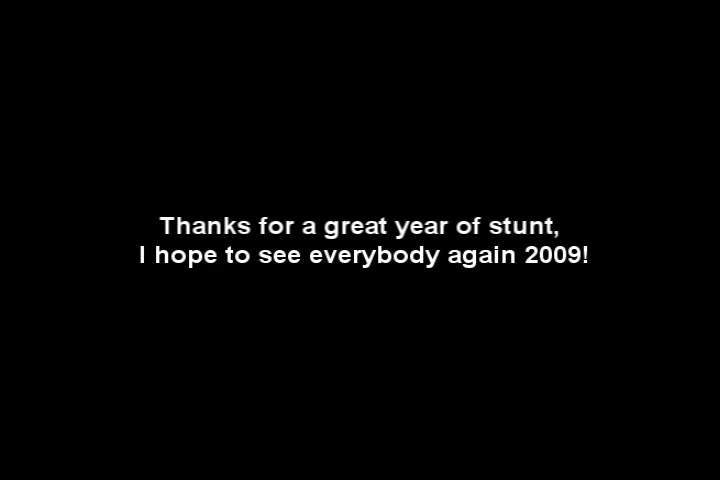 Thanks for a great year of stunt,
I hope to see everybody again 2009!